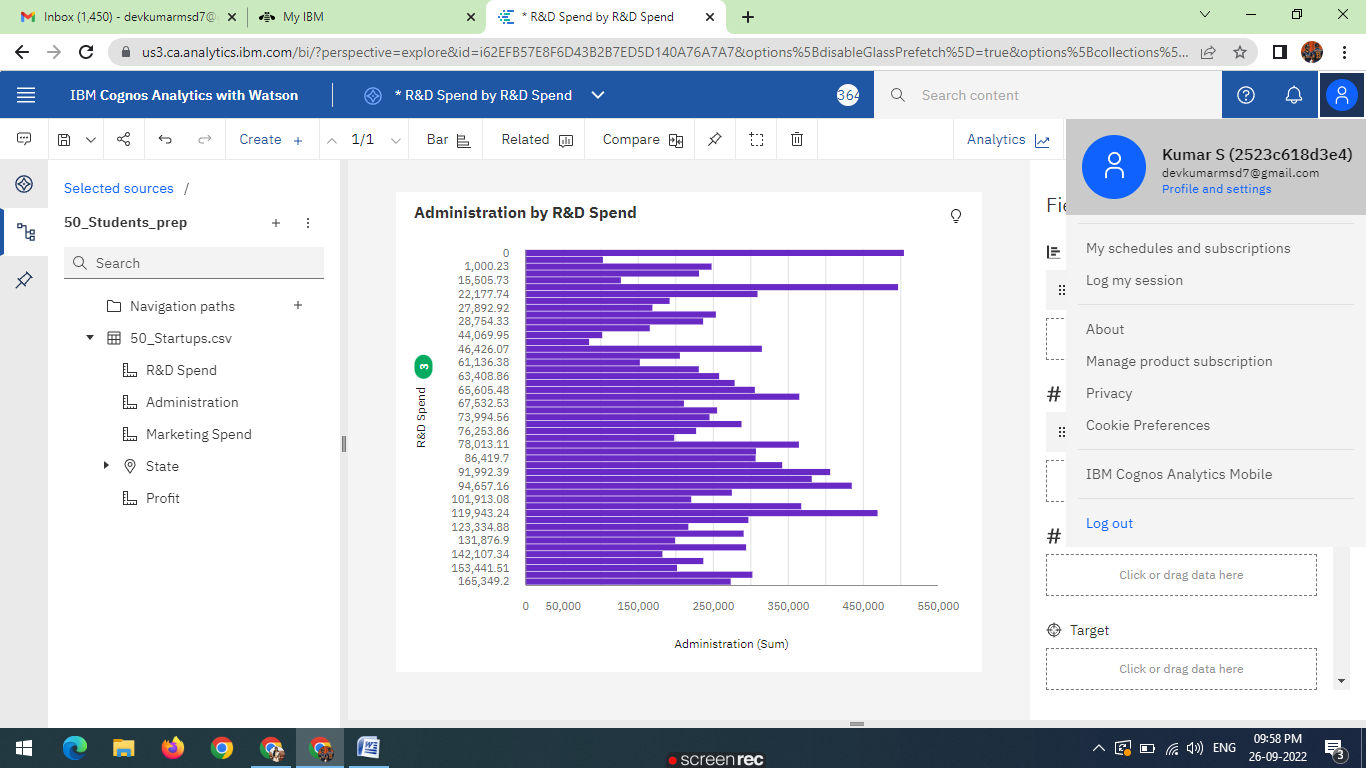 Inbox (1,450) - devkumarmsd7@
My IBM
* R&D Spend by R&D Spend
us3.ca.analytics.ibm.com/bi/?perspective=explore&id=i62EFB57E8F6D43B2B7ED5D140A76A7A7&options%5BdisableGlassPrefetch%5D=true&options%5Bcollections%5...
IBM Cognos Analytics with Watson
* R&D Spend by R&D Spend
364
Search content
1/1
Create +
Bar
Related
Compare
Analytics
Kumar S (2523c618d3e4)
devkumarmsd7@gmail.com
Profile and settings
My schedules and subscriptions
Log my session
About
Manage product subscription
Privacy
Cookie Preferences
IBM Cognos Analytics Mobile
Log out
Selected sources /
50_Students_prep
Search
Navigation paths
50_Startups.csv
R&D Spend
Administration
Marketing Spend
State
Profit
Administration by R&D Spend
0
1,000.23
15,505.73
22,177.74
27,892.92
28,754.33
44,069.95
46,426.07
61,136.38
63,408.86
65,605.48
67,532.53
73,994.56
76,253.86
78,013.11
86,419.7
91,992.39
94,657.16
101,913.08
119,943.24
123,334.88
131,876.9
142,107.34
153,441.51
165,349.2
R&D Spend
3
0 50,000 150,000 250,000 350,000 450,000 550,000
Administration (Sum)
Fie
#
#
Click or drag data here
Target
Click or drag data here
screenrec
ENG
09:58 PM
26-09-2022
3